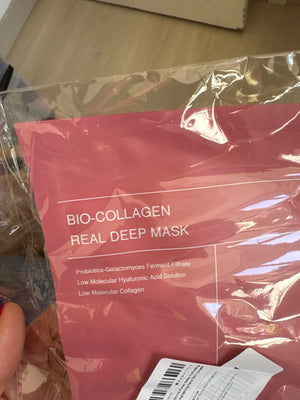 BIO-COLLAGEN
REAL DEEP MASK
Probiotics-Galactomyces Ferment Filtrate
Low Molecular Hyaluronic Acid Solution
Low Molecular Collagen